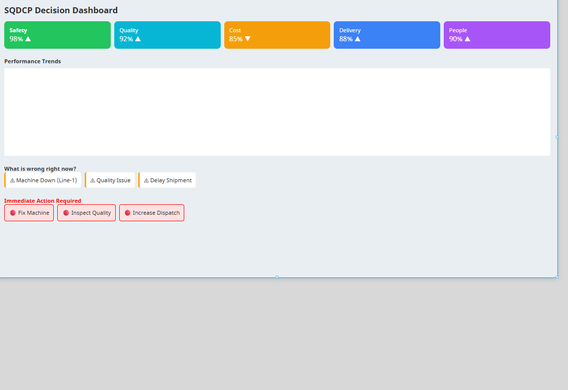 SQDCP Decision Dashboard
Safety
98% ▲
Quality
92% ▲
Cost
85% ▼
Delivery
88% ▲
People
90% ▲
Performance Trends
What is wrong right now?
⚠ Machine Down (Line-1)
⚠ Quality Issue
⚠ Delay Shipment
Immediate Action Required
🔴 Fix Machine
🔴 Inspect Quality
🔴 Increase Dispatch